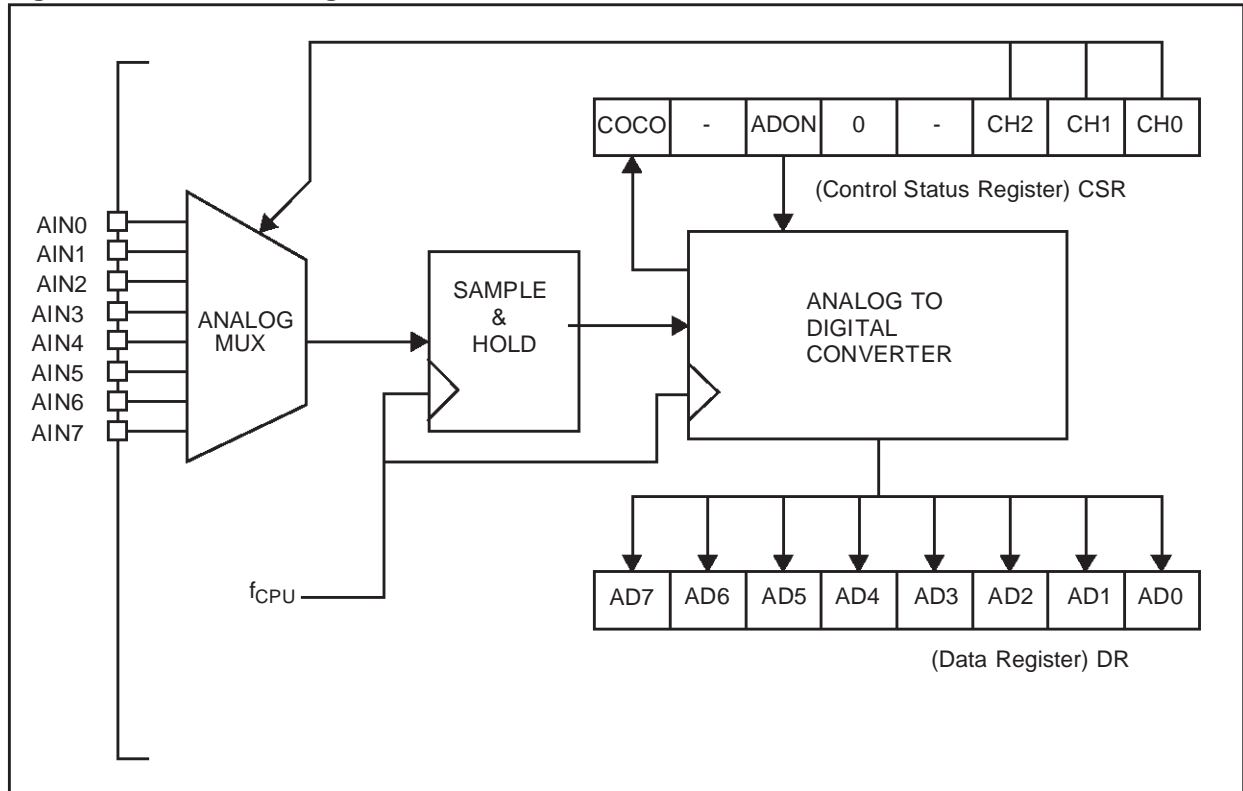 COCO - ADON 0 - CH2 CH1 CH0
(Control Status Register) CSR
AIN0
AIN1
AIN2
AIN3
AIN4
AIN5
AIN6
AIN7
ANALOG
MUX
SAMPLE
&
HOLD
ANALOG TO
DIGITAL
CONVERTER
fCPU
AD7 AD6 AD5 AD4 AD3 AD2 AD1 AD0
(Data Register) DR